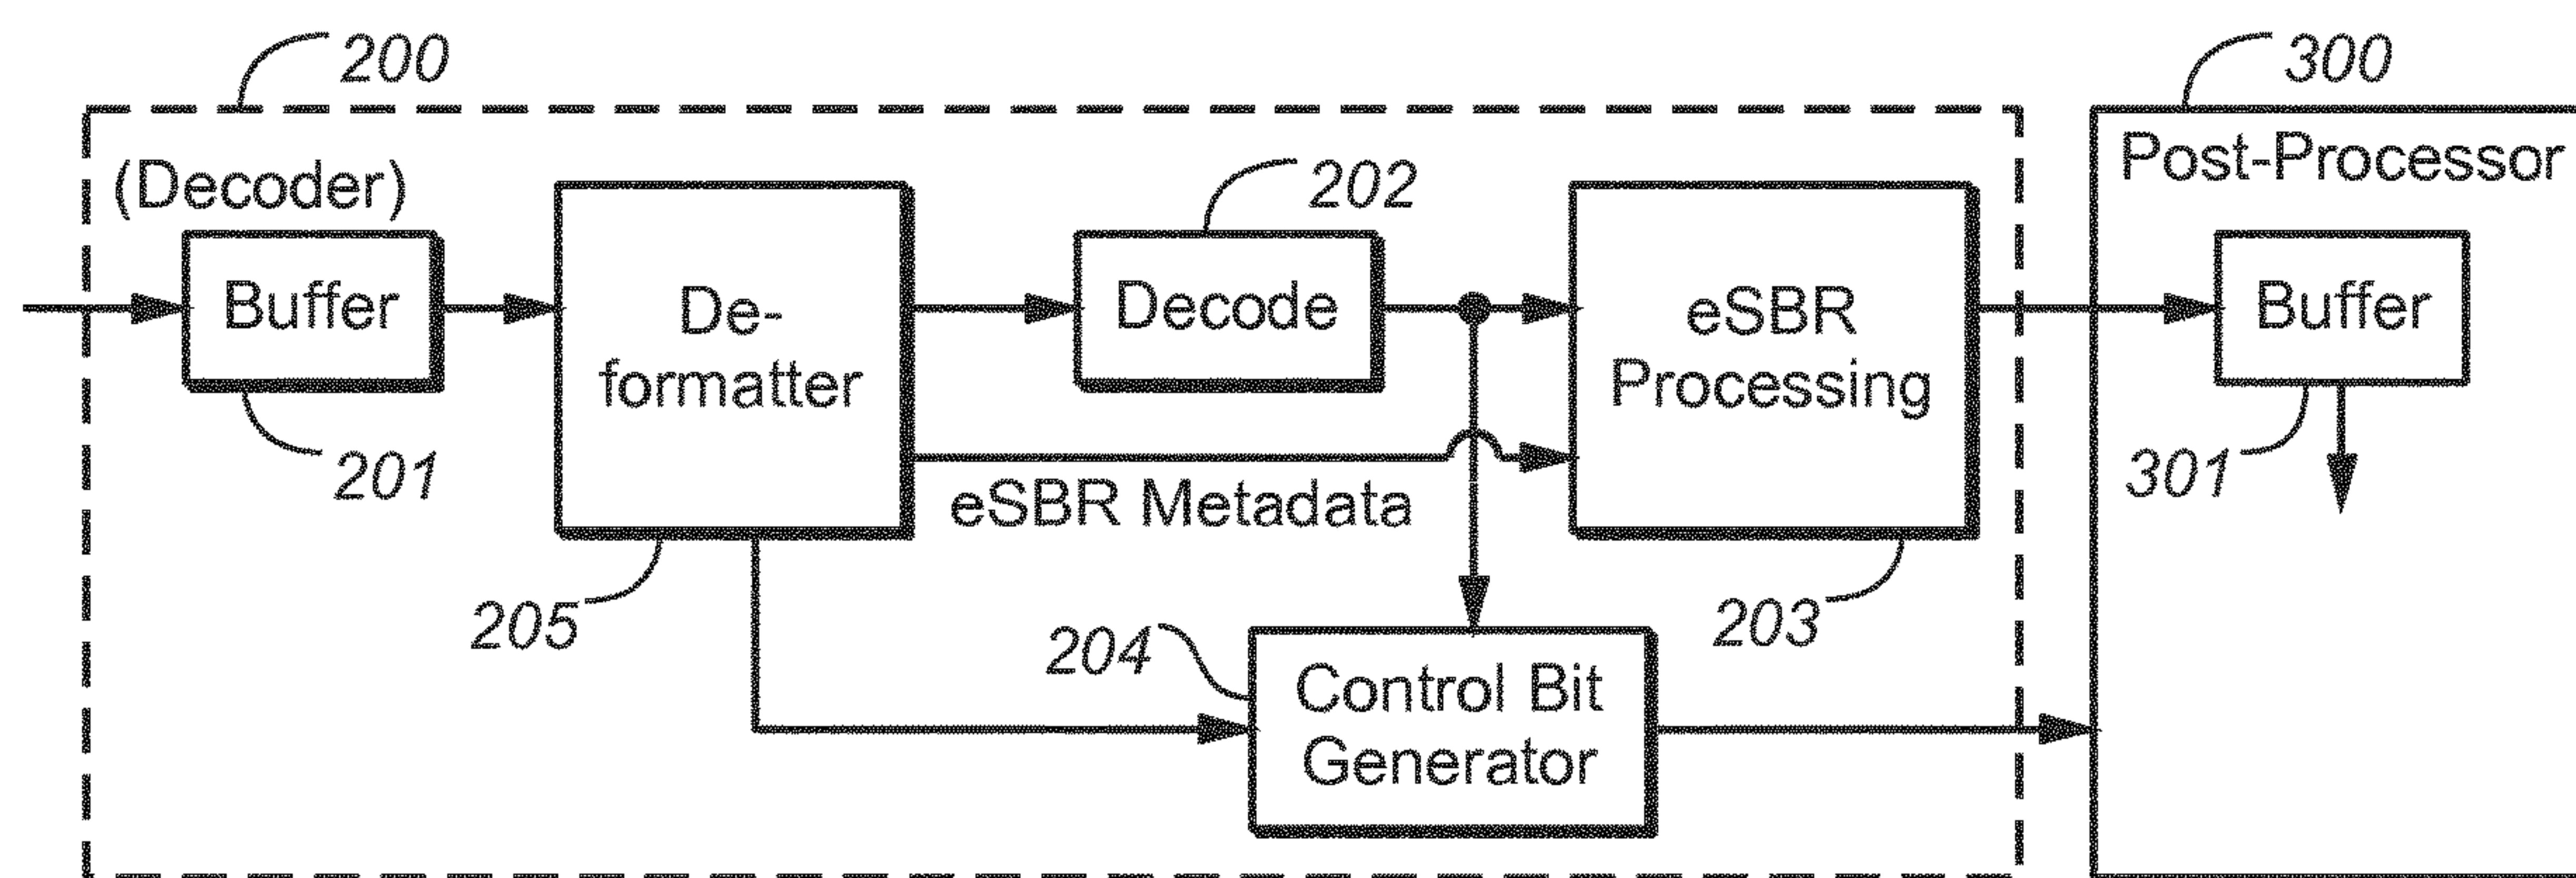 200
300
(Decoder)
Post-Processor
202
Buffer
De-
formatter
Decode
eSBR
Processing
Buffer
201
eSBR Metadata
301
205
204
203
Control Bit
Generator